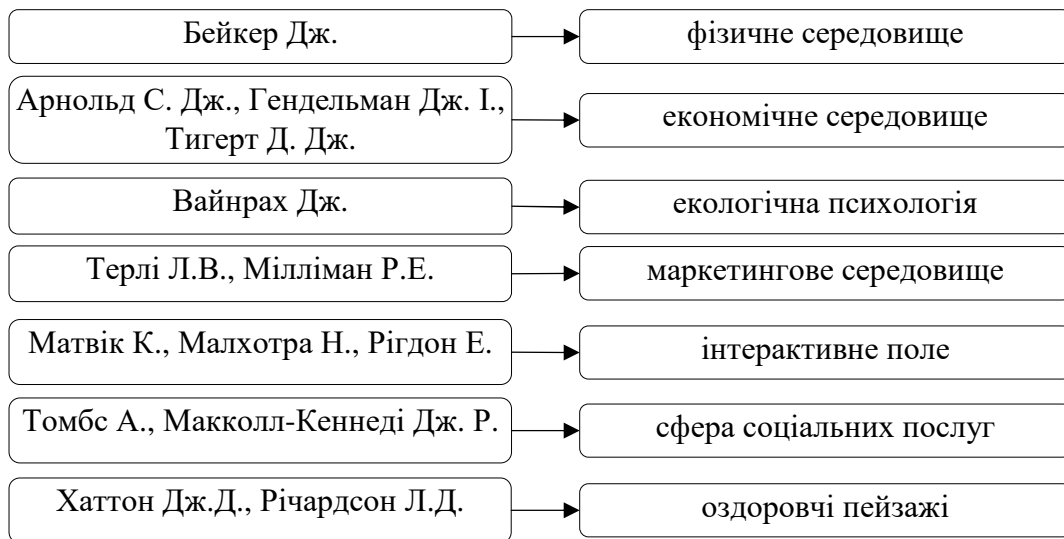 Бейкер Дж.
фізичне середовище
Арнольд С. Дж., Гендельман Дж. І.,
Тигерт Д. Дж.
економічне середовище
Вайнрах Дж.
екологічна психологія
Терлі Л.В., Мілліман Р.Е.
маркетингове середовище
Матвік К., Малхотра Н., Рігдон Е.
інтерактивне поле
Томбс А., Макколл-Кеннеді Дж. Р.
сфера соціальних послуг
Хаттон Дж.Д., Річардсон Л.Д.
оздоровчі пейзажі